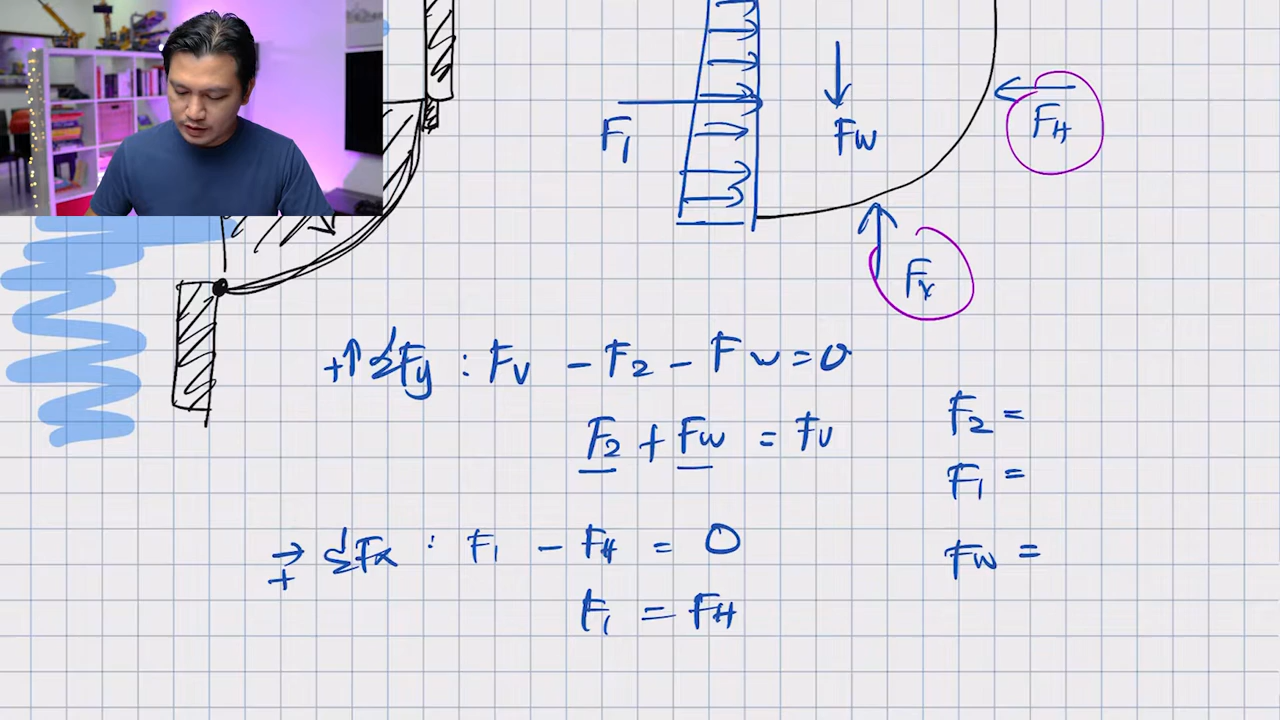 F1
FW
FH
Fx
+↑ ΣFy : Fv - F2 - Fw = 0
F2 + Fw = Fv
→+ ΣFx : F1 - FH = 0
F1 = FH
F2 =
F1 =
Fw =